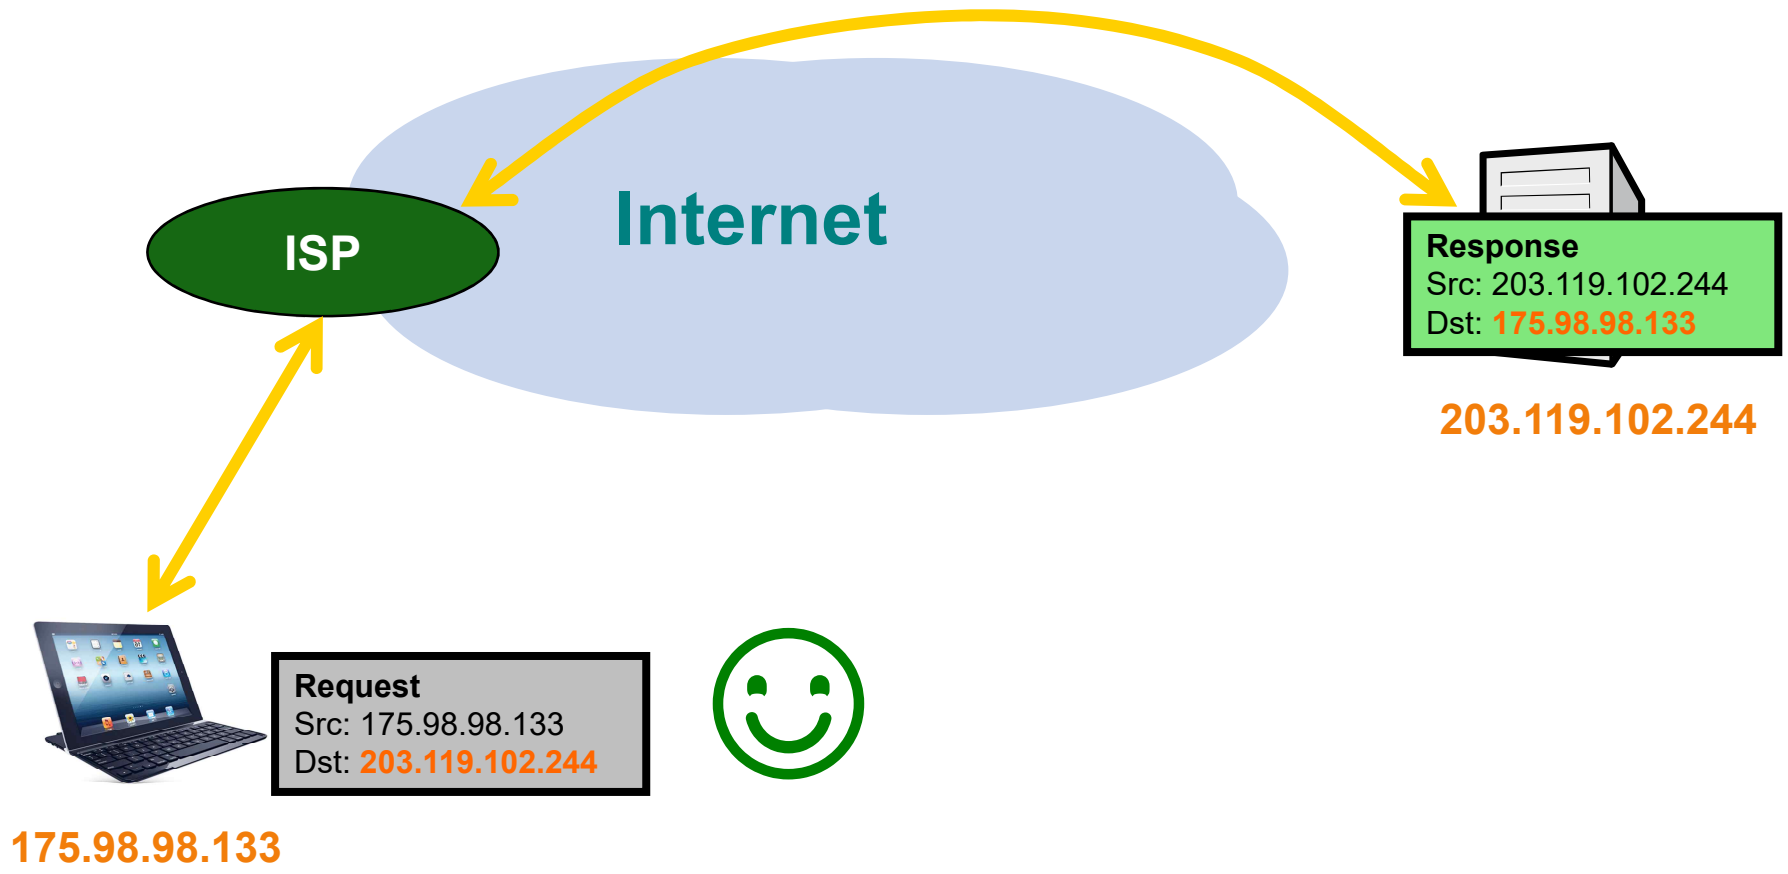 Internet
ISP
Response
Src: 203.119.102.244
Dst: 175.98.98.133
203.119.102.244
Request
Src: 175.98.98.133
Dst: 203.119.102.244
175.98.98.133